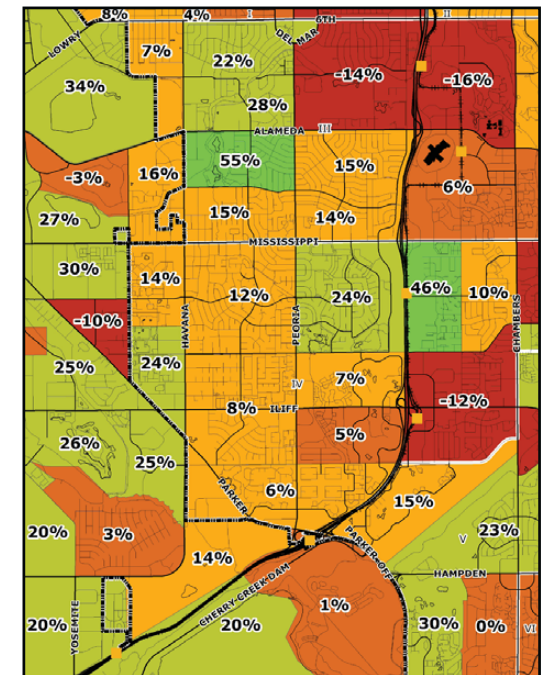 8%
4%
I
II
6TH
LOWRY
7%
22%
DEL MAR
-14%
-16%
34%
28%
ALAMEDA
III
55%
15%
-3%
16%
6%
27%
15%
14%
MISSISSIPPI
30%
14%
12%
24%
46%
10%
HAVANA
PEORIA
CHAMBERS
-10%
25%
24%
7%
IV
-12%
8%
ILIFF
5%
26%
25%
6%
15%
PARKER
20%
3%
14%
PARKER-OFF
V
23%
HAMPDEN
CHERRY CREEK DAM
1%
YOSEMITE
20%
20%
30%
0%
VI